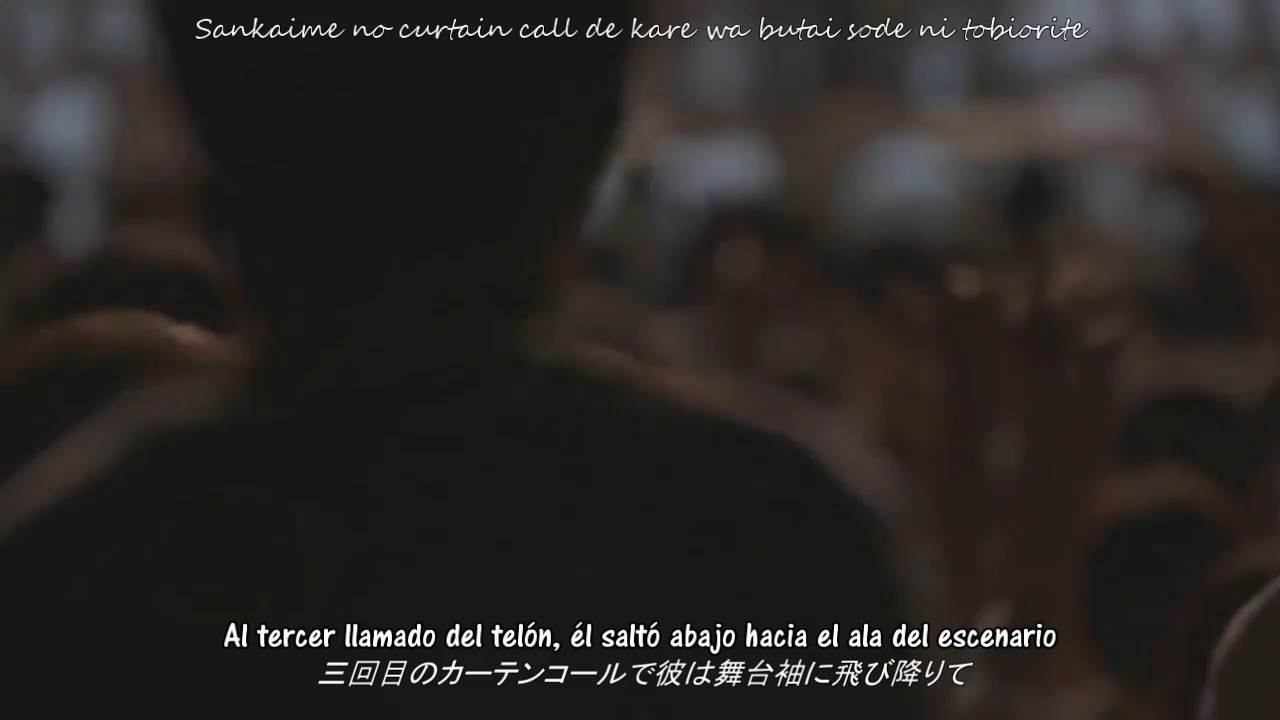 Sankaime no curtain call de kare wa butai sode ni tobiorite
Al tercer llamado del telón, él saltó abajo hacia el ala del escenario
三回目のカーテンコールで彼は舞台袖に飛び降りて